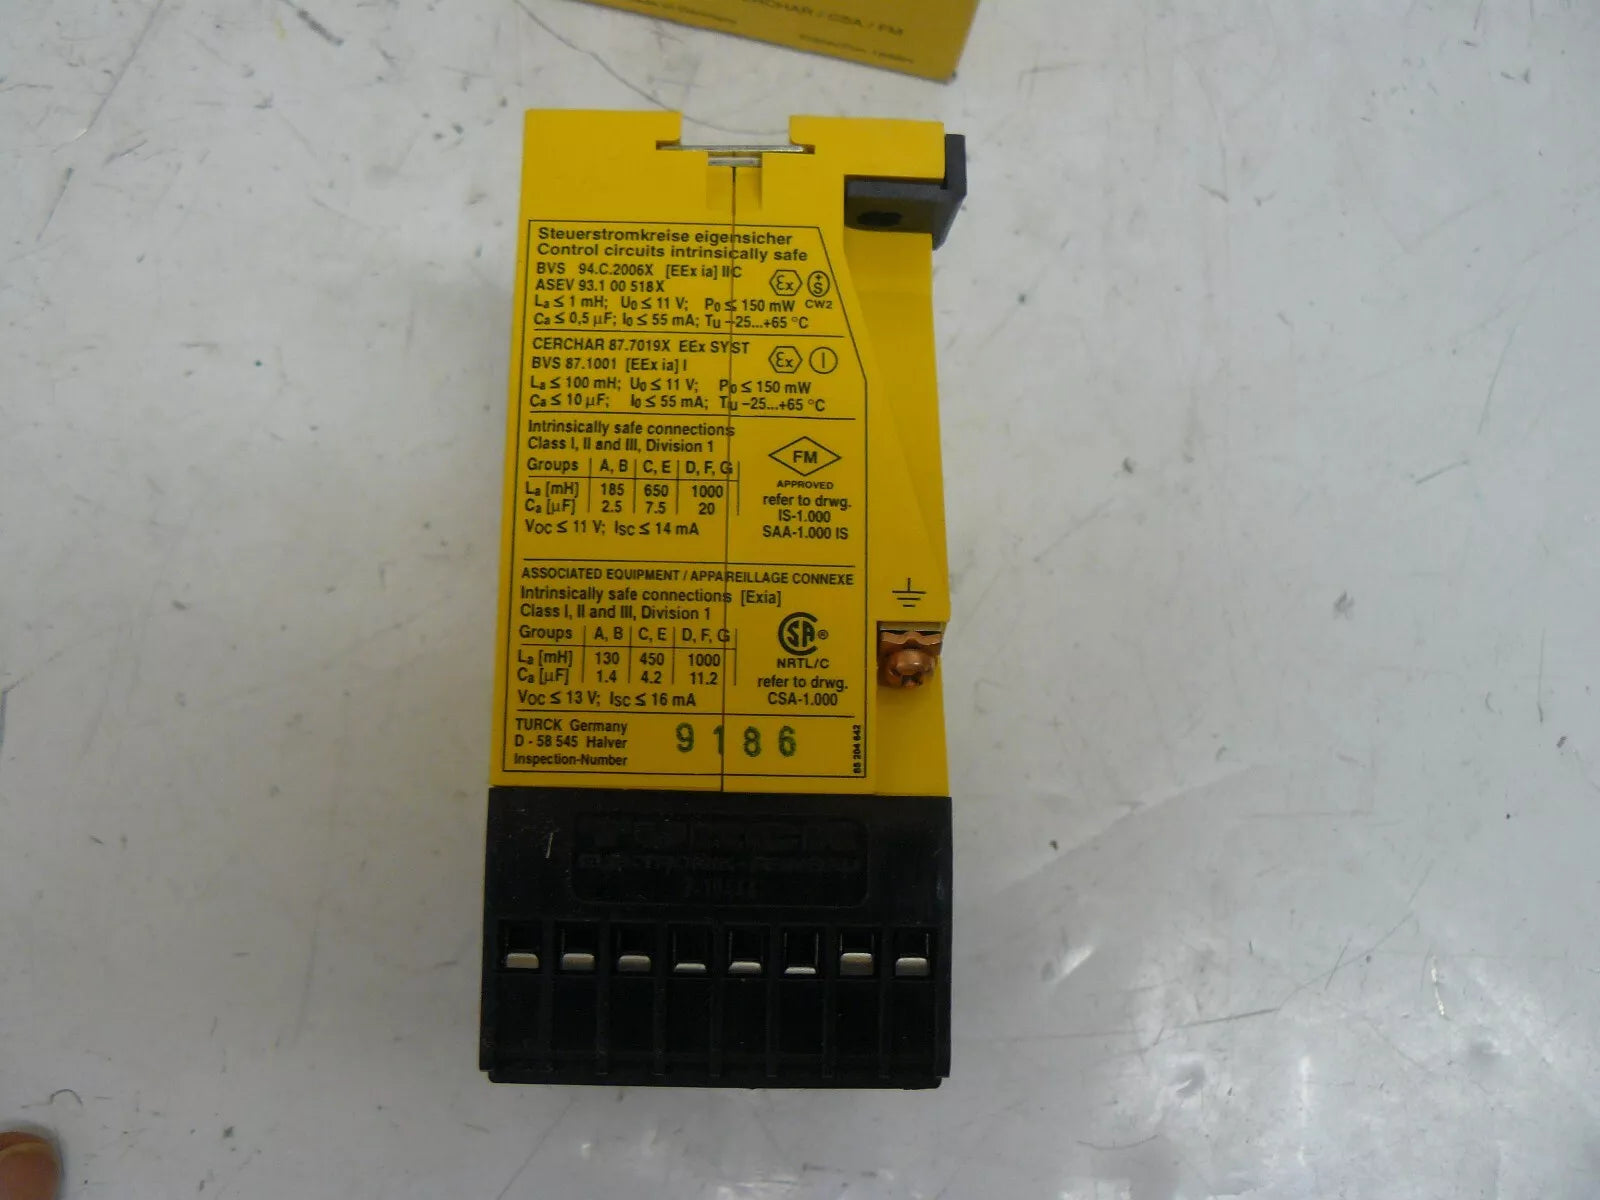 CERCHAR / CSA / FM
Steuerstromkreise eigensicher
Control circuits intrinsically safe
BVS 94.C.2006X [EEx ia] IIC
ASEV 93.1 00 518X
La ≤ 1 mH; U₀ ≤ 11 V; P₀ ≤ 150 mW
Ca ≤ 0,5 µF; I₀ ≤ 55 mA; Tu –25...+65 °C
Ex
+S
CW2
CERCHAR 87.7019X EEx SYST
BVS 87.1001 [EEx ia] I
La ≤ 100 mH; U₀ ≤ 11 V; P₀ ≤ 150 mW
Ca ≤ 10 µF; I₀ ≤ 55 mA; Tu –25...+65 °C
Ex
I
Intrinsically safe connections
Class I, II and III, Division 1
Groups | A, B | C, E | D, F, G
La [mH] | 185 | 650 | 1000
Ca [µF] | 2.5 | 7.5 | 20
Voc ≤ 11 V; Isc ≤ 14 mA
FM
APPROVED
refer to drwg.
IS-1.000
SAA-1.000 IS
ASSOCIATED EQUIPMENT / APPAREILLAGE CONNEXE
Intrinsically safe connections [Exia]
Class I, II and III, Division 1
Groups | A, B | C, E | D, F, G
La [mH] | 130 | 450 | 1000
Ca [µF] | 1.4 | 4.2 | 11.2
Voc ≤ 13 V; Isc ≤ 16 mA
CSA®
NRTL/C
refer to drwg.
CSA-1.000
TURCK Germany
D - 58 545 Halver
Inspection-Number
9186
65 204 642